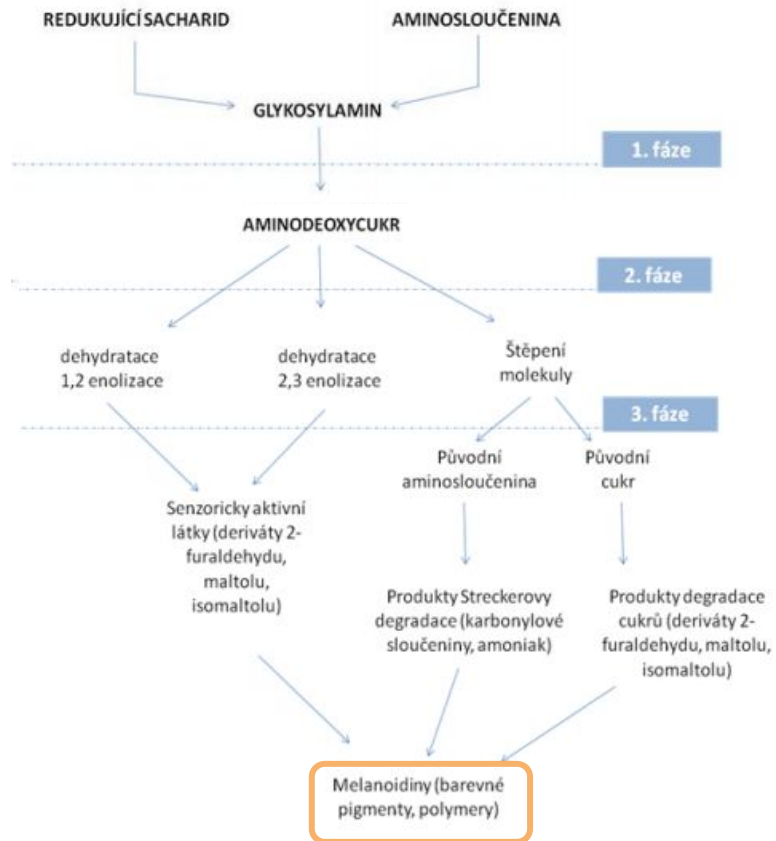 REDUKUJÍCÍ SACHARID
AMINOSLOUČENINA
GLYKOSYLAMIN
1. fáze
AMINODEOXYCUKR
2. fáze
dehydratace
1,2 enolizace
dehydratace
2,3 enolizace
Štěpení
molekuly
3. fáze
Původní
aminosloučenina
Původní
cukr
Senzoricky aktivní
látky (deriváty 2-
furaldehydu,
maltolu,
isomaltolu)
Produkty Streckerovy
degradace (karbonylové
sloučeniny, amoniak)
Produkty degradace
cukrů (deriváty 2-
furaldehydu, maltolu,
isomaltolu)
Melanoidiny (barevné
pigmenty, polymery)